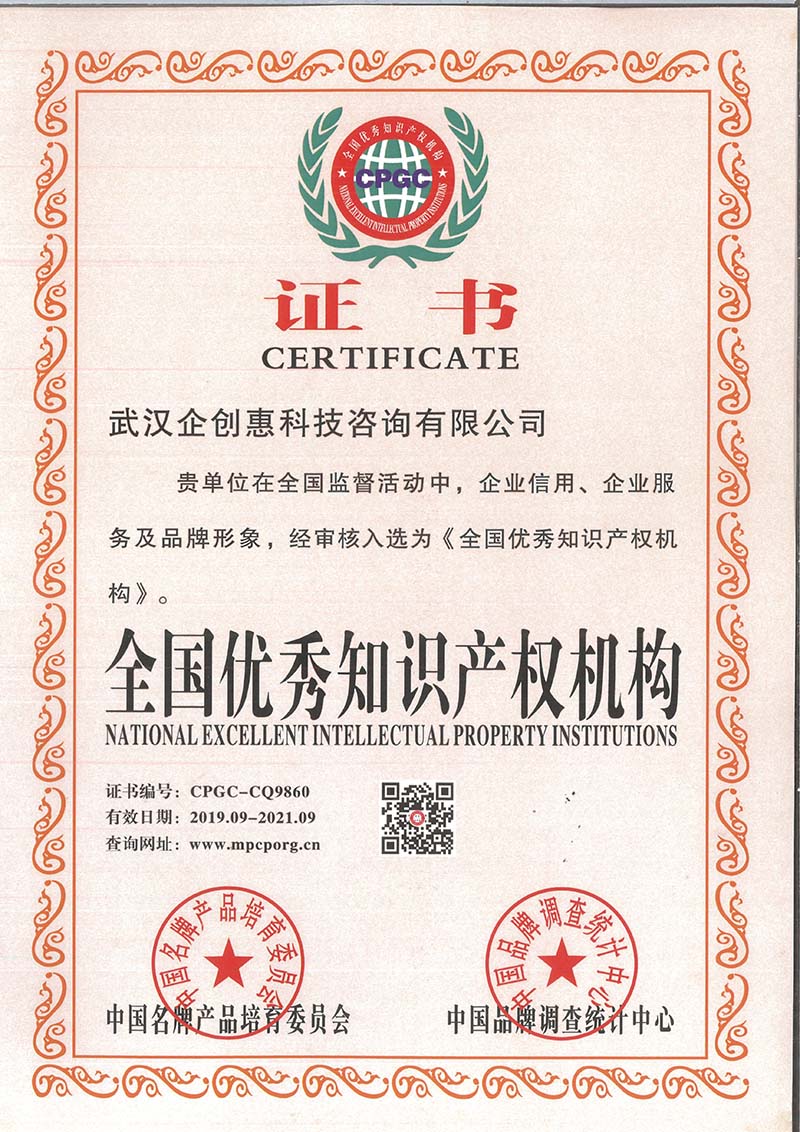 全国优秀知识产权机构
CPGC
NATIONAL EXCELLENT INTELLECTUAL PROPERTY INSTITUTIONS
证 书
CERTIFICATE
武汉企创惠科技咨询有限公司
贵单位在全国监督活动中，企业信用、企业服
务及品牌形象，经审核入选为《全国优秀知识产权机
构》。
全国优秀知识产权机构
NATIONAL EXCELLENT INTELLECTUAL PROPERTY INSTITUTIONS
证书编号：CPGC-CQ9860
有效日期：2019.09-2021.09
查询网址：www.mpcporg.cn
中国名牌产品培育委员会
中国品牌调查统计中心
中国名牌产品培育委员会
中国品牌调查统计中心